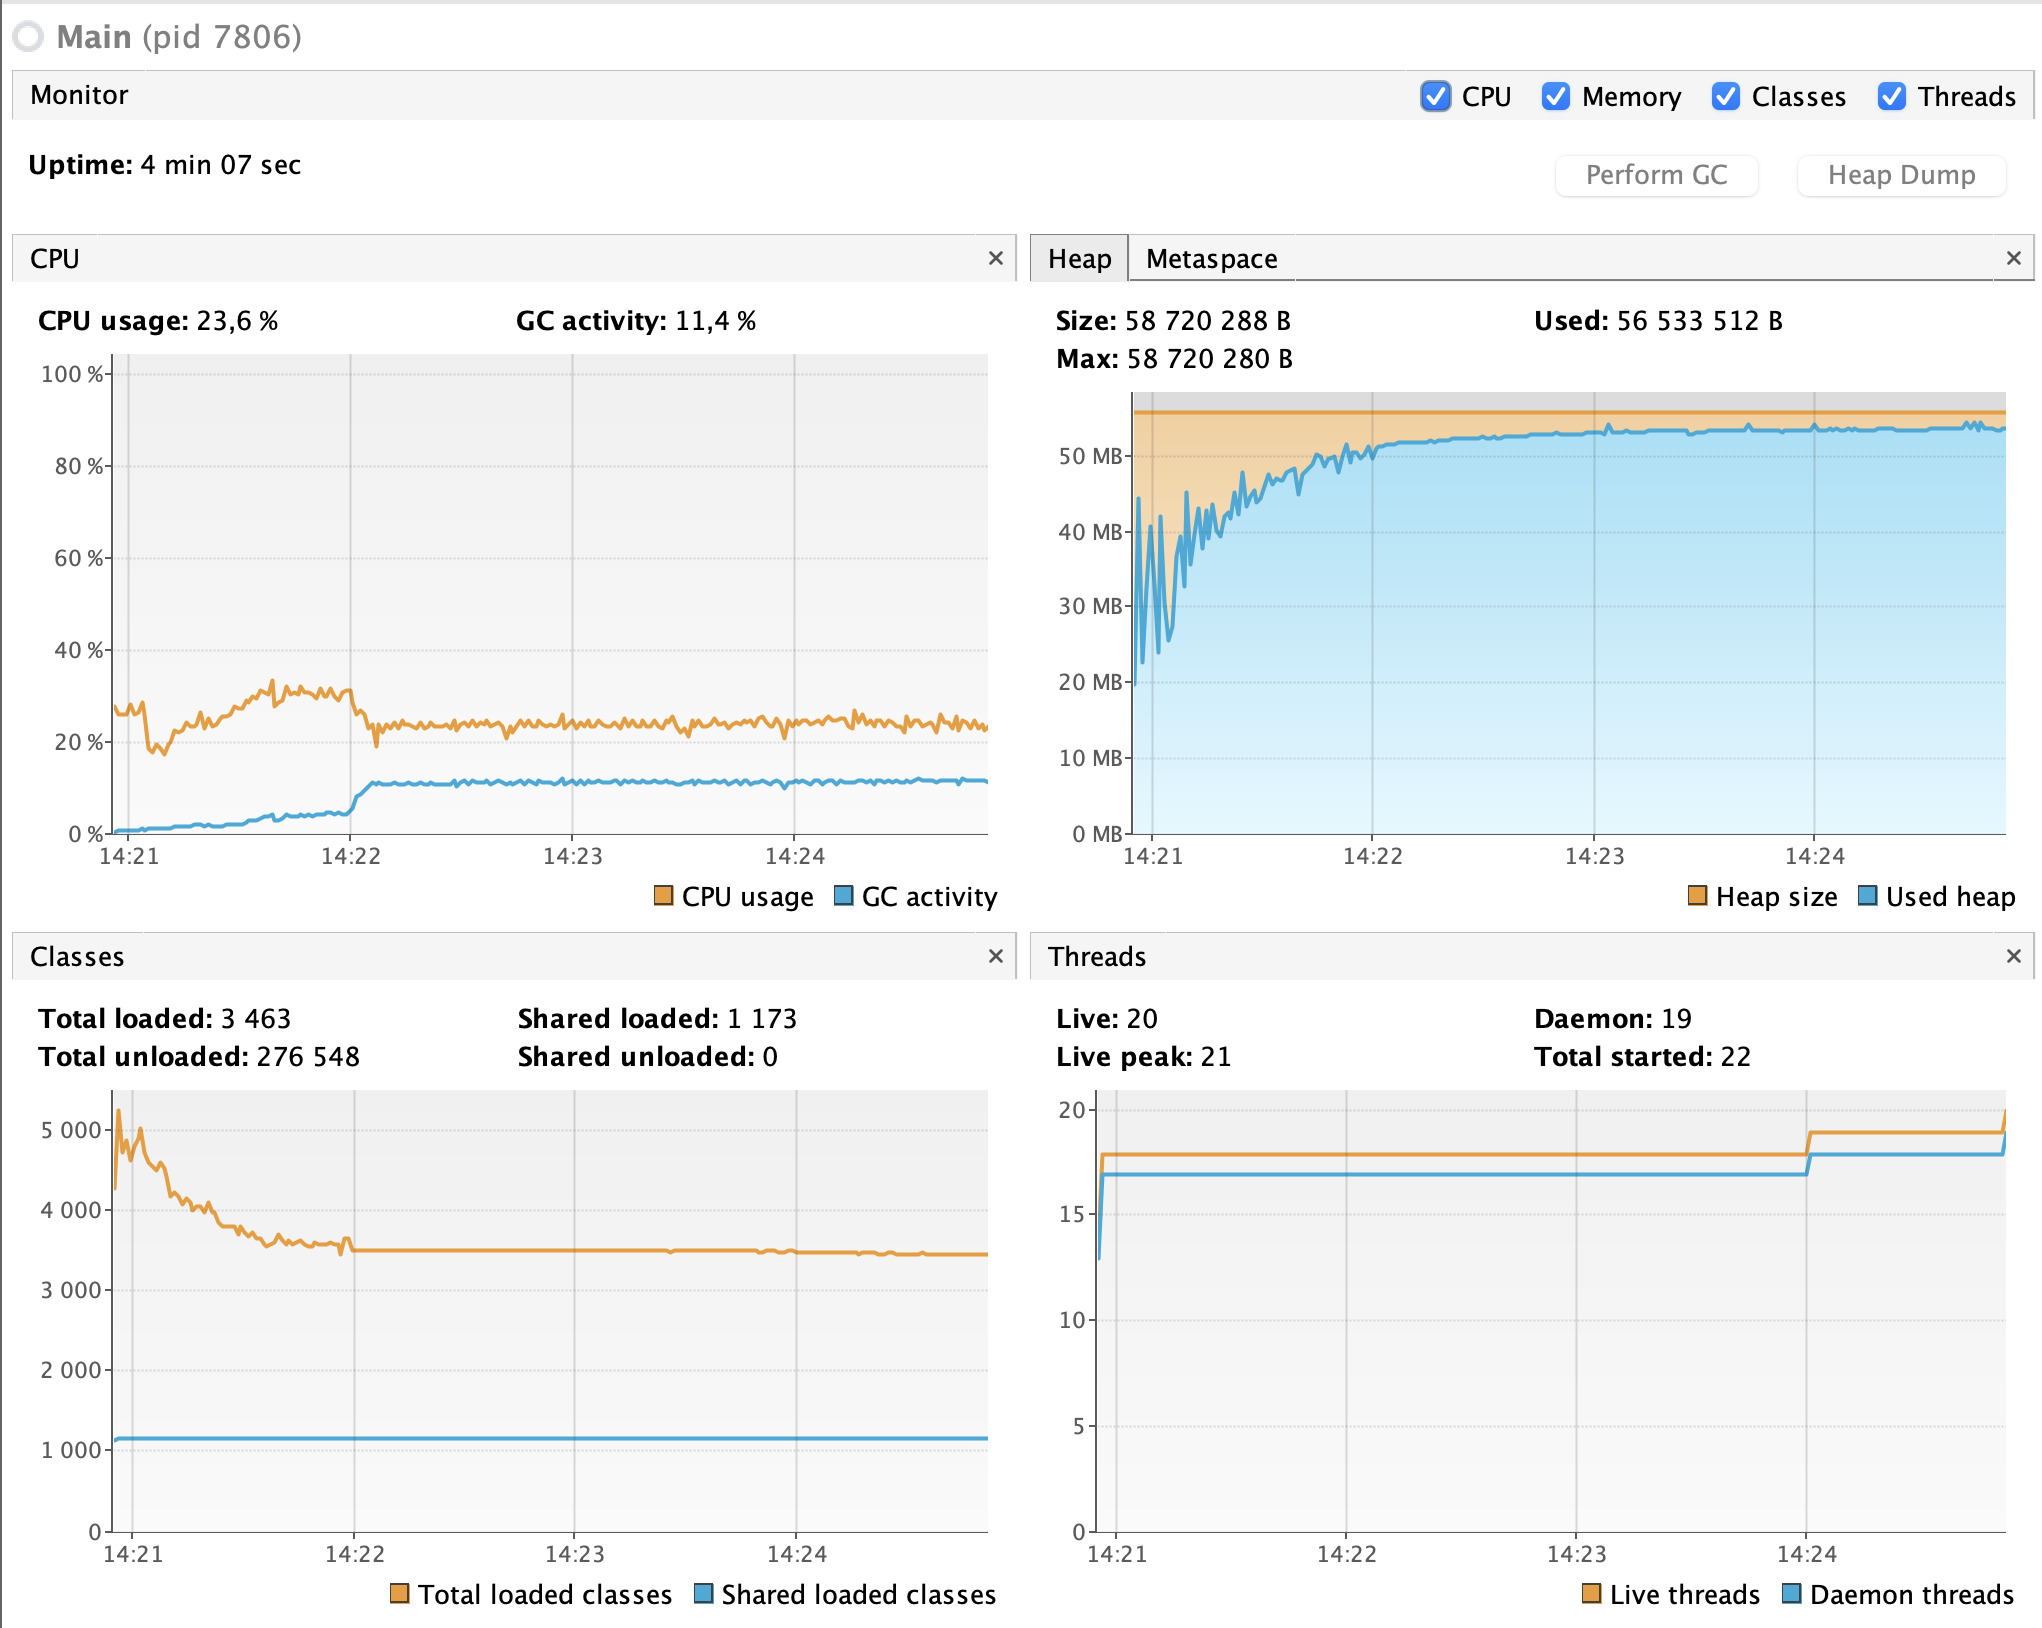 Main (pid 7806)
Monitor
CPU Memory Classes Threads
Uptime: 4 min 07 sec
Perform GC Heap Dump
CPU
CPU usage: 23,6 % GC activity: 11,4 %
100 %
80 %
60 %
40 %
20 %
0 %
14:21 14:22 14:23 14:24
CPU usage GC activity
Heap Metaspace
Size: 58 720 288 B Used: 56 533 512 B
Max: 58 720 280 B
50 MB
40 MB
30 MB
20 MB
10 MB
0 MB
14:21 14:22 14:23 14:24
Heap size Used heap
Classes
Total loaded: 3 463 Shared loaded: 1 173
Total unloaded: 276 548 Shared unloaded: 0
5 000
4 000
3 000
2 000
1 000
0
14:21 14:22 14:23 14:24
Total loaded classes Shared loaded classes
Threads
Live: 20 Daemon: 19
Live peak: 21 Total started: 22
20
15
10
5
0
14:21 14:22 14:23 14:24
Live threads Daemon threads